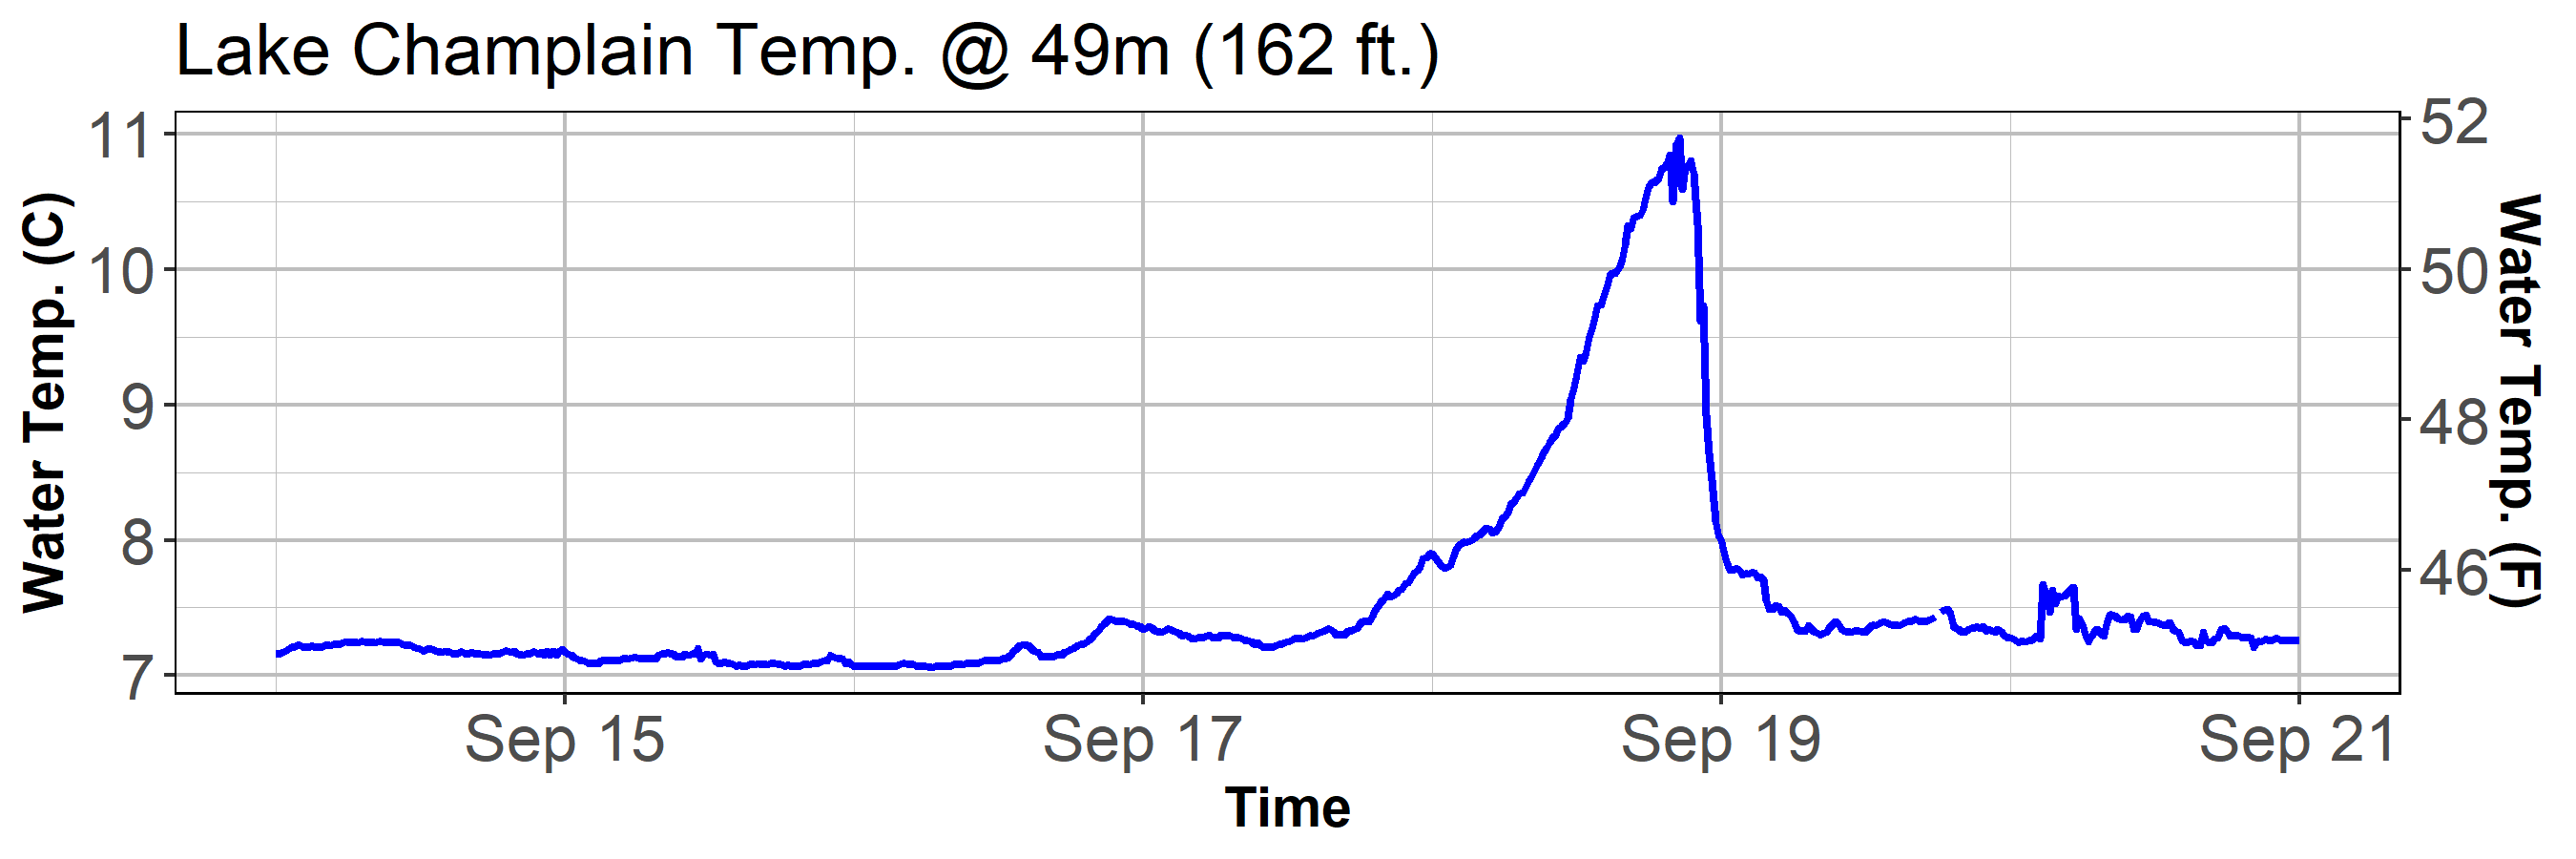 Lake Champlain Temp. @ 49m (162 ft.)
Water Temp. (C)
11
10
9
8
7
52
50
48
46
Water Temp. (F)
Sep 15
Sep 17
Sep 19
Sep 21
Time